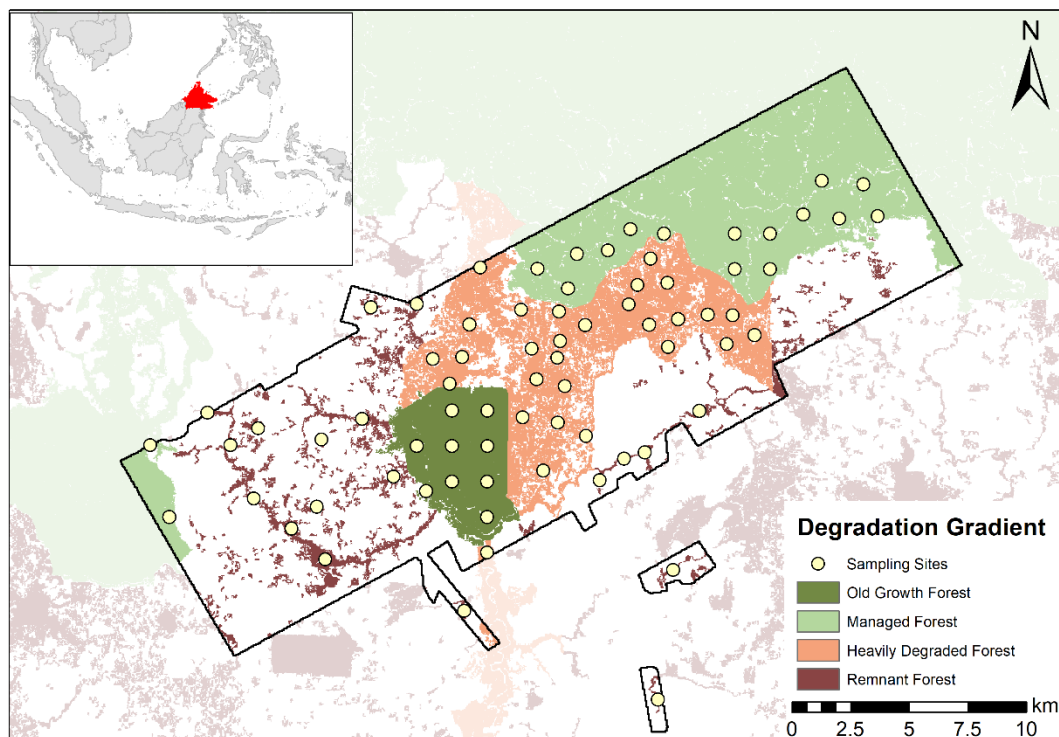 N
Degradation Gradient
Sampling Sites
Old Growth Forest
Managed Forest
Heavily Degraded Forest
Remnant Forest
km
0 2.5 5 7.5 10